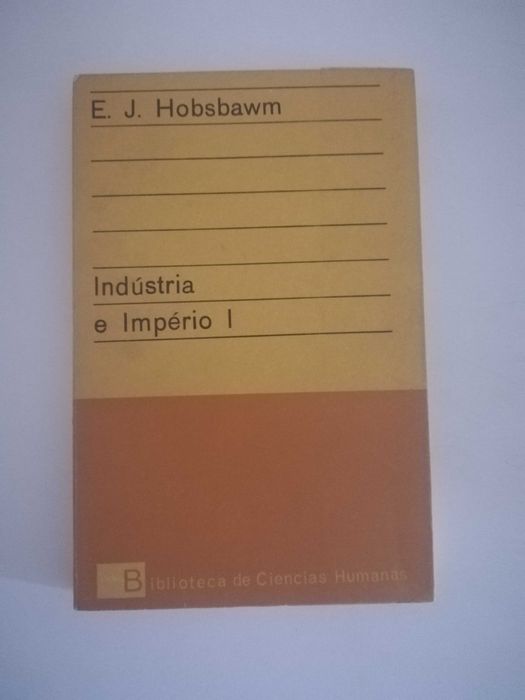 E. J. Hobsbawm
Indústria
e Império I
Biblioteca de Ciencias Humanas